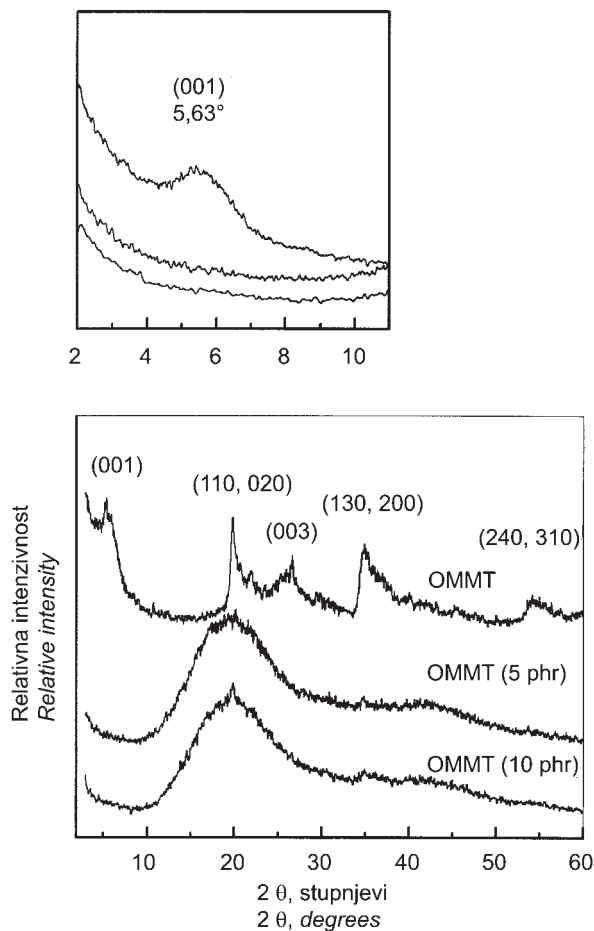 (001)
5,63°
2 4 6 8 10
(001)
(110, 020)
(003)
(130, 200)
(240, 310)
OMMT
OMMT (5 phr)
OMMT (10 phr)
Relativna intenzivnost
Relative intensity
10 20 30 40 50 60
2 θ, stupnjevi
2 θ, degrees